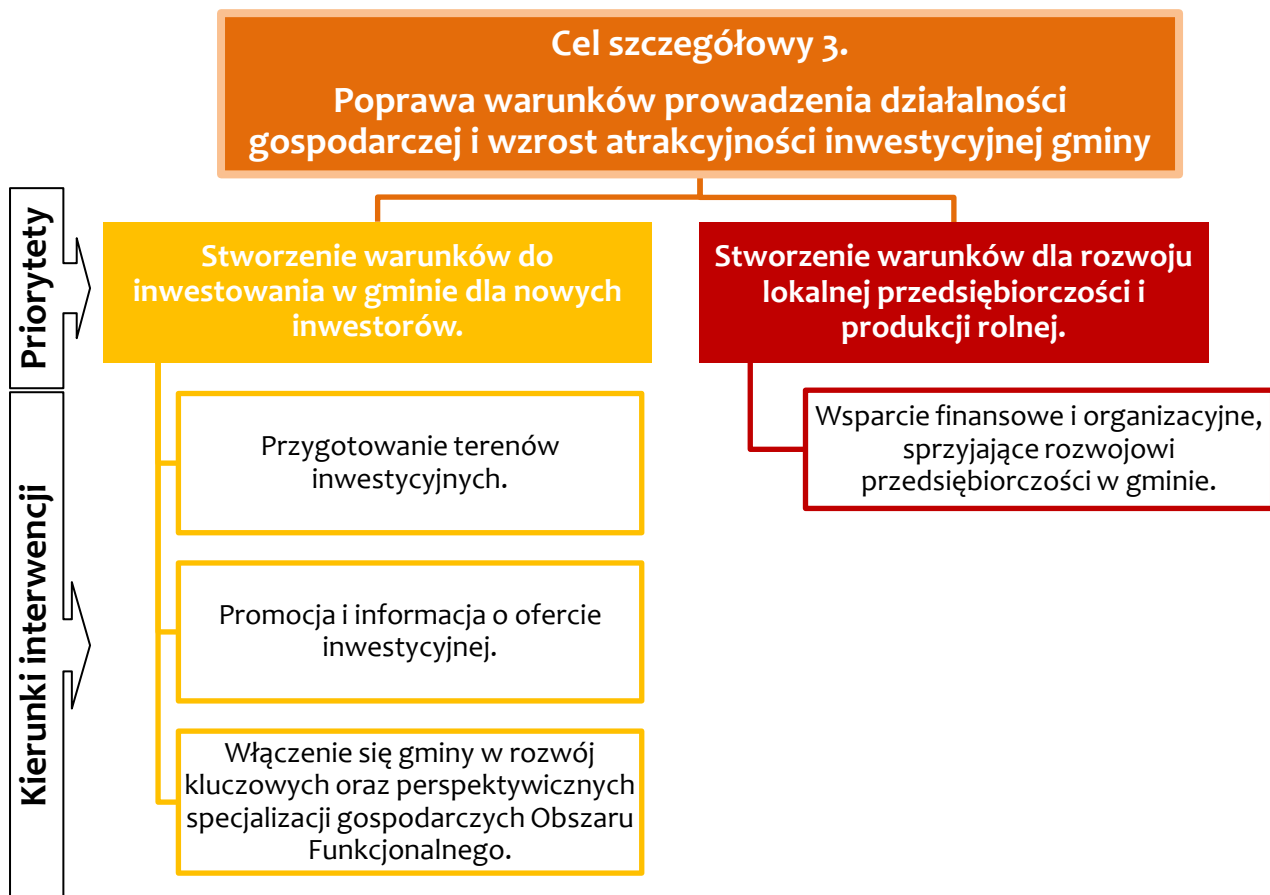 Cel szczegółowy 3.
Poprawa warunków prowadzenia działalności
gospodarczej i wzrost atrakcyjności inwestycyjnej gminy
Priorytety
Stworzenie warunków do
inwestowania w gminie dla nowych
inwestorów.
Stworzenie warunków dla rozwoju
lokalnej przedsiębiorczości i
produkcji rolnej.
Kierunki interwencji
Przygotowanie terenów
inwestycyjnych.
Promocja i informacja o ofercie
inwestycyjnej.
Włączenie się gminy w rozwój
kluczowych oraz perspektywicznych
specjalizacji gospodarczych Obszaru
Funkcjonalnego.
Wsparcie finansowe i organizacyjne,
sprzyjające rozwojowi
przedsiębiorczości w gminie.